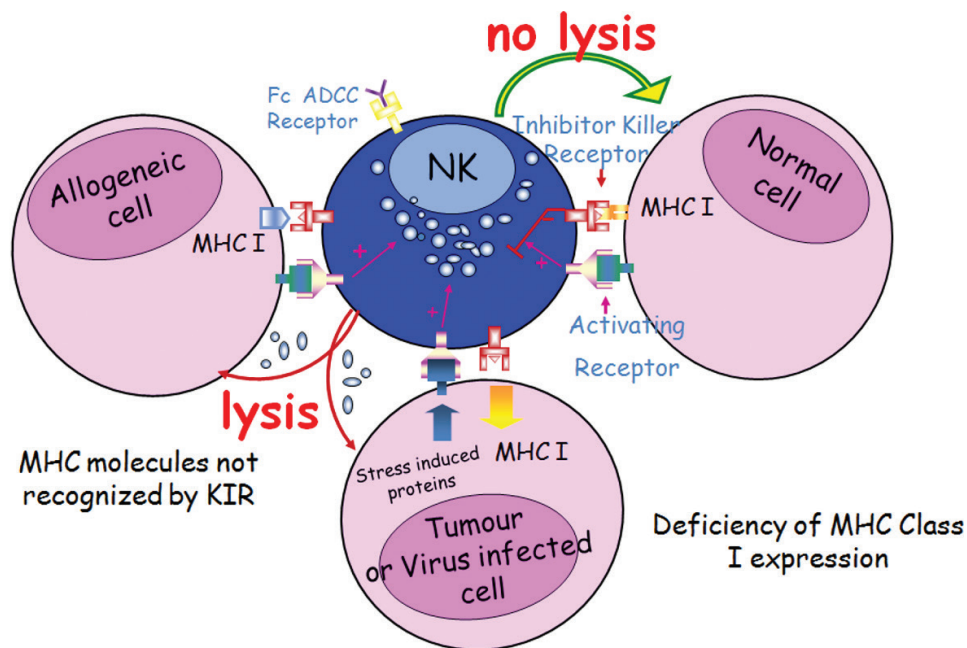 no lysis
Fc ADCC
Receptor
Inhibitor Killer
Receptor
NK
Allogeneic
cell
Normal
cell
MHC I
MHC I
+
+
+
Activating
Receptor
lysis
MHC molecules not
recognized by KIR
Stress induced
proteins
MHC I
Tumour
or Virus infected
cell
Deficiency of MHC Class
I expression